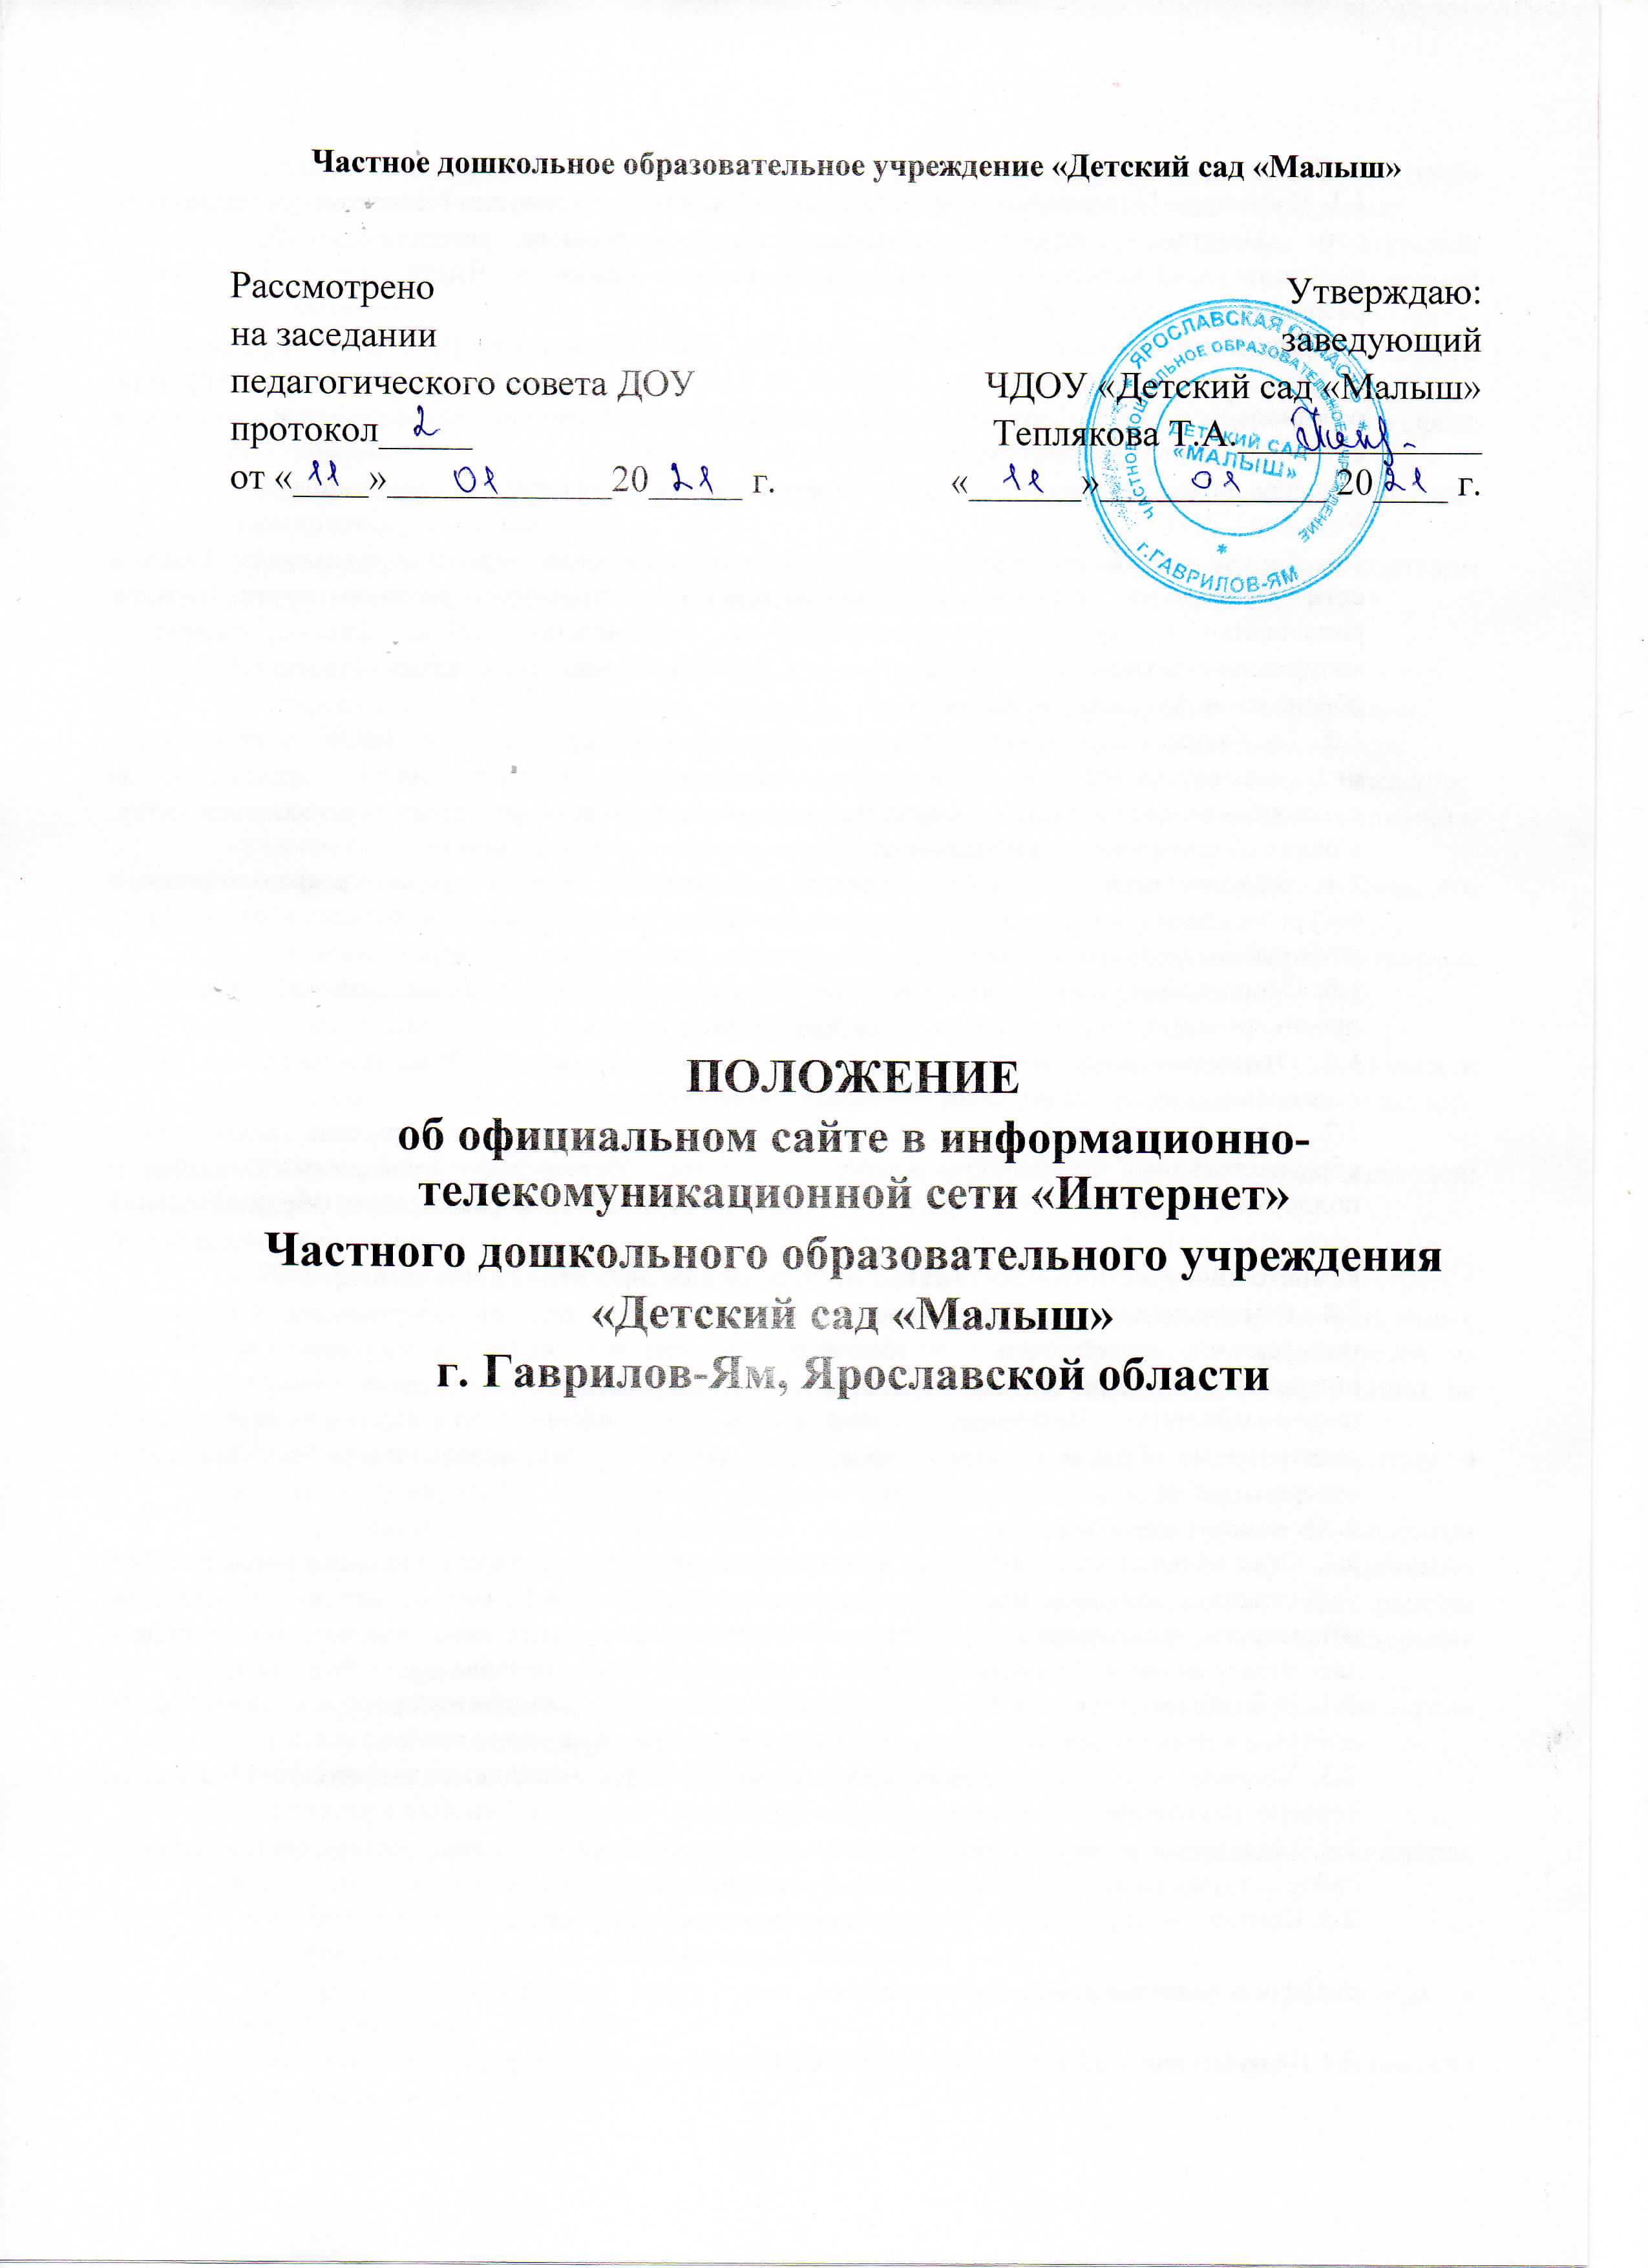 Частное дошкольное образовательное учреждение «Детский сад «Малыш»
Рассмотрено
на заседании
педагогического совета ДОУ
протокол 2
от «11» 01 2021 г.
Утверждаю:
заведующий
ЧДОУ «Детский сад «Малыш»
Теплякова Т.А.
«11» 01 2021 г.
* ЯРОСЛАВСКАЯ ОБЛАСТЬ *
г.ГАВРИЛОВ-ЯМ
ЧАСТНОЕ ДОШКОЛЬНОЕ ОБРАЗОВАТЕЛЬНОЕ УЧРЕЖДЕНИЕ *
ДЕТСКИЙ САД
«МАЛЫШ»
ПОЛОЖЕНИЕ
об официальном сайте в информационно-
телекомуникационной сети «Интернет»
Частного дошкольного образовательного учреждения
«Детский сад «Малыш»
г. Гаврилов-Ям, Ярославской области